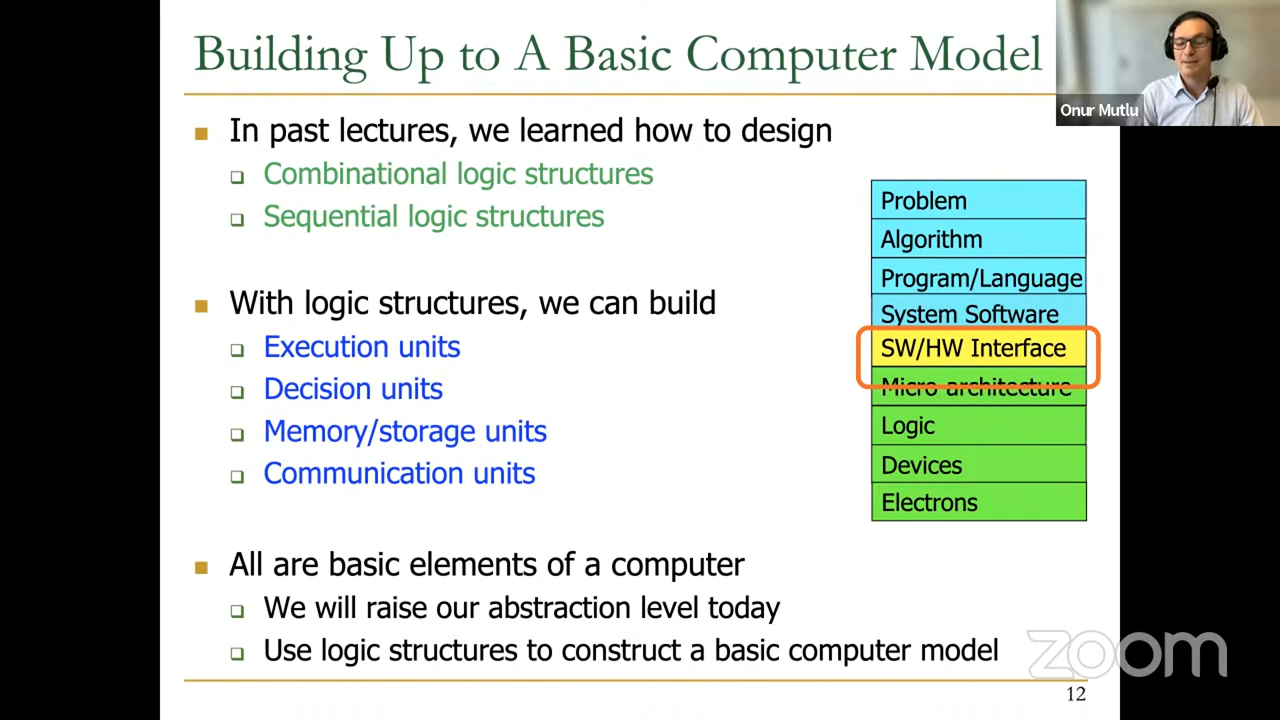 Building Up to A Basic Computer Model
Onur Mutlu
In past lectures, we learned how to design
Combinational logic structures
Sequential logic structures
With logic structures, we can build
Execution units
Decision units
Memory/storage units
Communication units
All are basic elements of a computer
We will raise our abstraction level today
Use logic structures to construct a basic computer model
Problem
Algorithm
Program/Language
System Software
SW/HW Interface
Micro-architecture
Logic
Devices
Electrons
zoom
12